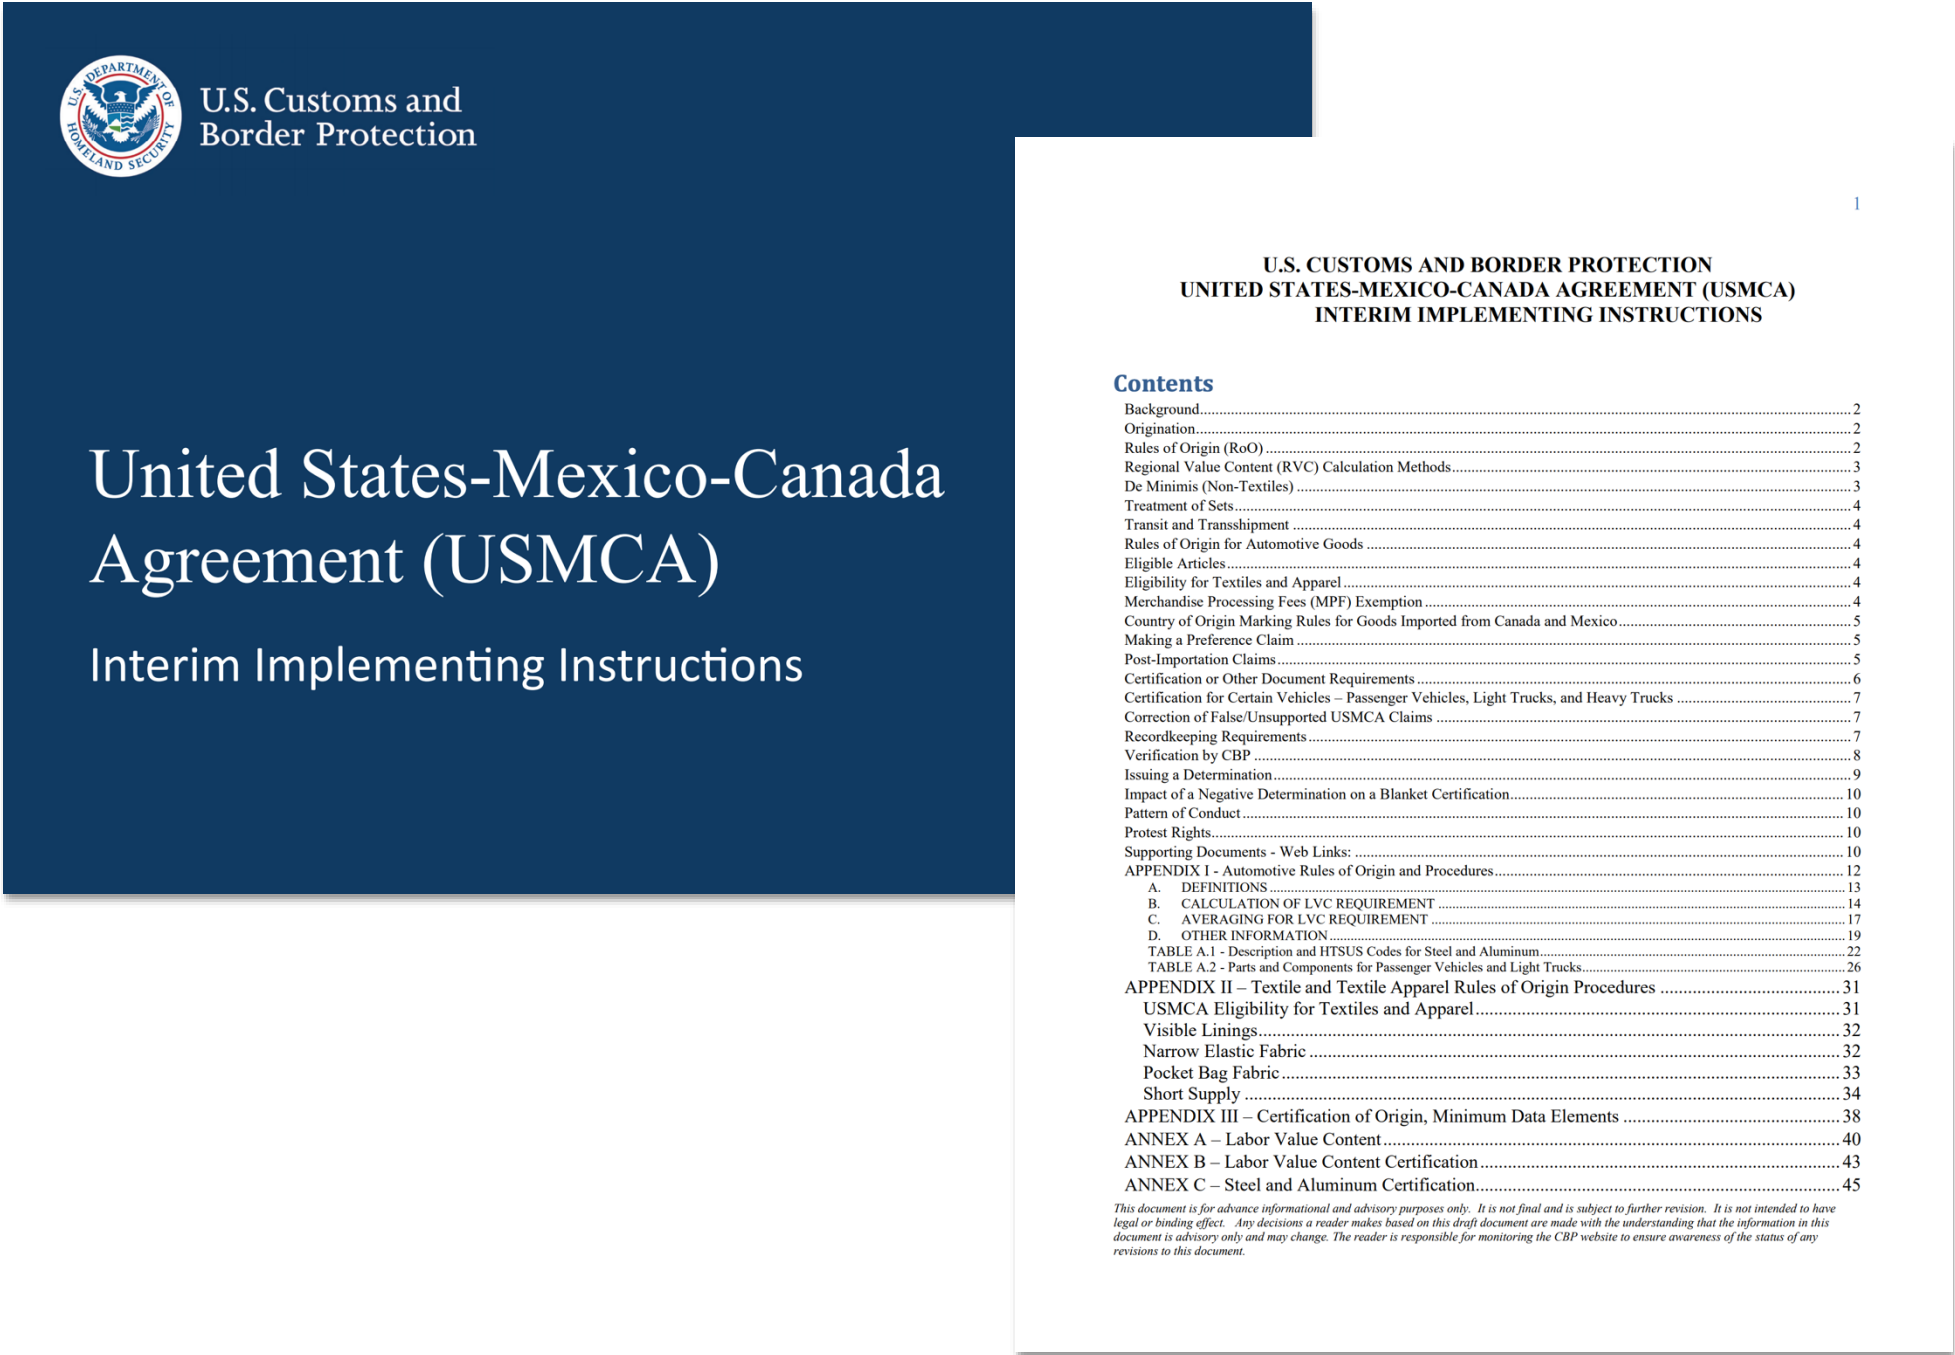 U.S. DEPARTMENT OF
HOMELAND SECURITY
U.S. Customs and
Border Protection
United States-Mexico-Canada
Agreement (USMCA)
Interim Implementing Instructions
1
U.S. CUSTOMS AND BORDER PROTECTION
UNITED STATES-MEXICO-CANADA AGREEMENT (USMCA)
INTERIM IMPLEMENTING INSTRUCTIONS
Contents
Background 2
Origination 2
Rules of Origin (RoO) 2
Regional Value Content (RVC) Calculation Methods 3
De Minimis (Non-Textiles) 3
Treatment of Sets 4
Transit and Transshipment 4
Rules of Origin for Automotive Goods 4
Eligible Articles 4
Eligibility for Textiles and Apparel 4
Merchandise Processing Fees (MPF) Exemption 4
Country of Origin Marking Rules for Goods Imported from Canada and Mexico 5
Making a Preference Claim 5
Post-Importation Claims 5
Certification or Other Document Requirements 6
Certification for Certain Vehicles – Passenger Vehicles, Light Trucks, and Heavy Trucks 7
Correction of False/Unsupported USMCA Claims 7
Recordkeeping Requirements 7
Verification by CBP 8
Issuing a Determination 9
Impact of a Negative Determination on a Blanket Certification 10
Pattern of Conduct 10
Protest Rights 10
Supporting Documents - Web Links: 10
APPENDIX I - Automotive Rules of Origin and Procedures 12
A. DEFINITIONS 13
B. CALCULATION OF LVC REQUIREMENT 14
C. AVERAGING FOR LVC REQUIREMENT 17
D. OTHER INFORMATION 19
TABLE A.1 - Description and HTSUS Codes for Steel and Aluminum 22
TABLE A.2 - Parts and Components for Passenger Vehicles and Light Trucks 26
APPENDIX II – Textile and Textile Apparel Rules of Origin Procedures 31
USMCA Eligibility for Textiles and Apparel 31
Visible Linings 32
Narrow Elastic Fabric 32
Pocket Bag Fabric 33
Short Supply 34
APPENDIX III – Certification of Origin, Minimum Data Elements 38
ANNEX A – Labor Value Content 40
ANNEX B – Labor Value Content Certification 43
ANNEX C – Steel and Aluminum Certification 45
This document is for advance informational and advisory purposes only. It is not final and is subject to further revision. It is not intended to have
legal or binding effect. Any decisions a reader makes based on this draft document are made with the understanding that the information in this
document is advisory only and may change. The reader is responsible for monitoring the CBP website to ensure awareness of the status of any
revisions to this document.